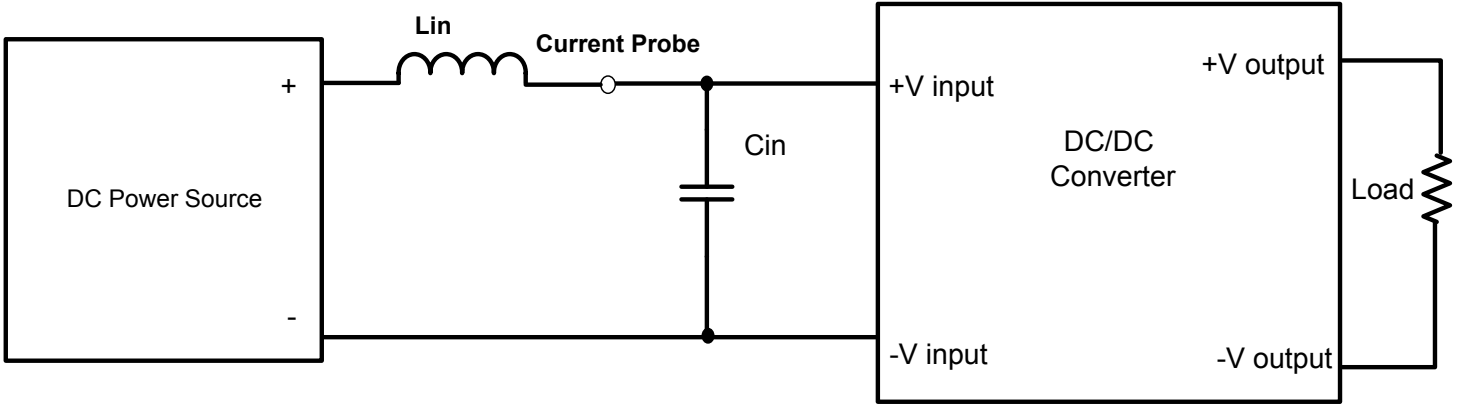 Lin
Current Probe
+
DC Power Source
-
Cin
+V input
-V input
DC/DC
Converter
+V output
-V output
Load